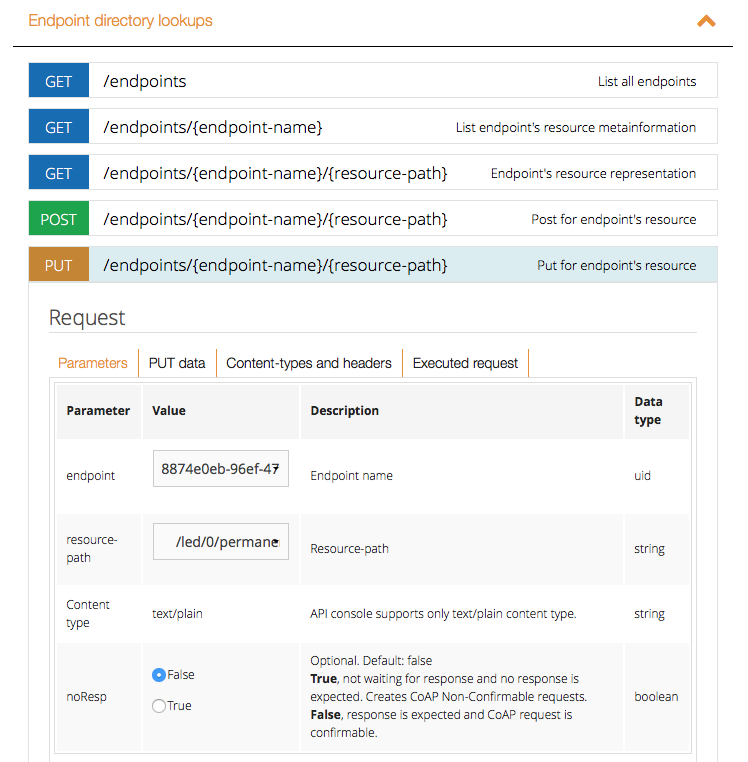 Endpoint directory lookups
GET /endpoints List all endpoints
GET /endpoints/{endpoint-name} List endpoint's resource metainformation
GET /endpoints/{endpoint-name}/{resource-path} Endpoint's resource representation
POST /endpoints/{endpoint-name}/{resource-path} Post for endpoint's resource
PUT /endpoints/{endpoint-name}/{resource-path} Put for endpoint's resource
Request
Parameters PUT data Content-types and headers Executed request
Parameter Value Description Data
type
endpoint 8874e0eb-96ef-47 Endpoint name uid
resource-
path /led/0/permane Resource-path string
Content
type text/plain API console supports only text/plain content type. string
noResp False
True
Optional. Default: false
True, not waiting for response and no response is
expected. Creates CoAP Non-Confirmable requests.
False, response is expected and CoAP request is
confirmable.
boolean